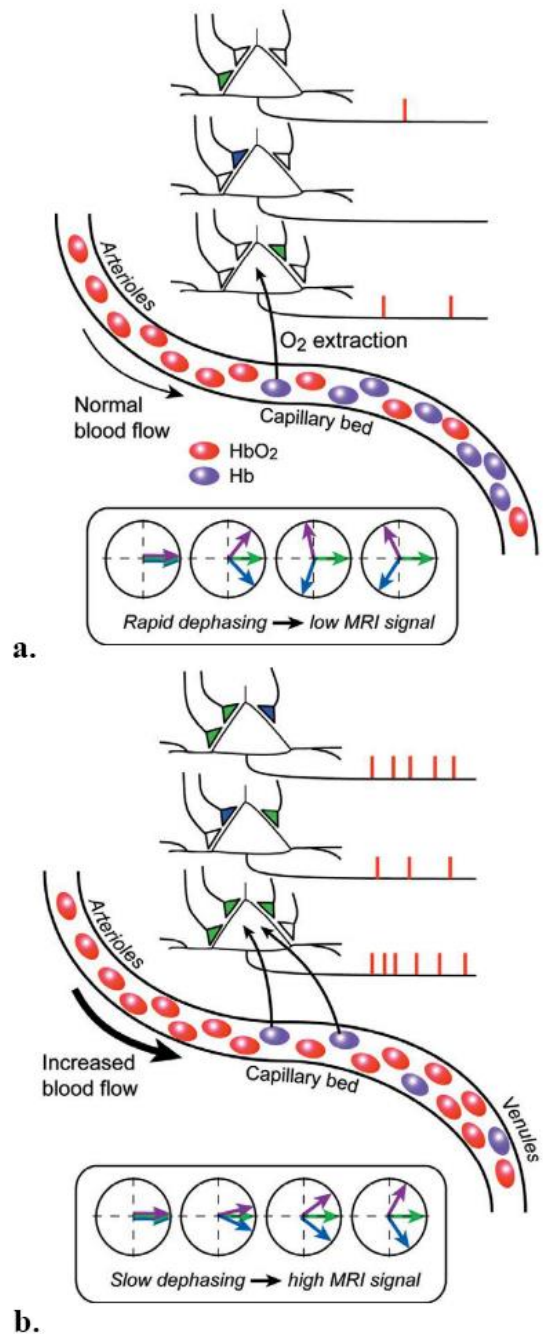 Arterioles
O₂ extraction
Normal
blood flow
Capillary bed
HbO₂
Hb
Rapid dephasing → low MRI signal
a.
Arterioles
Increased
blood flow
Capillary bed
Venules
Slow dephasing → high MRI signal
b.